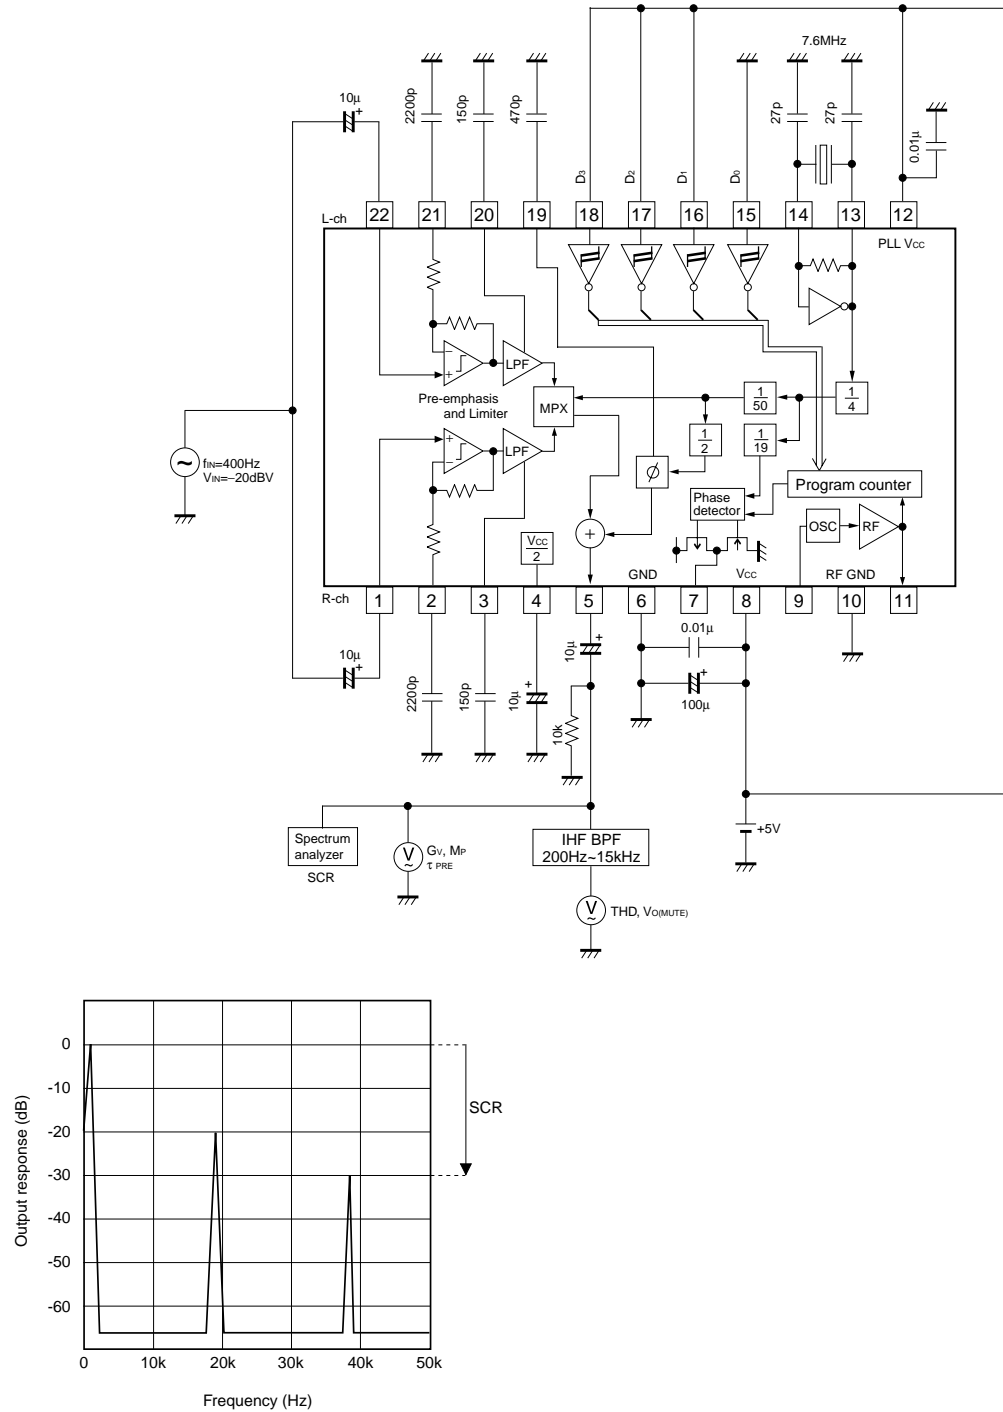 7.6MHz
10µ +
2200p
150p
470p
27p
27p
0.01µ
D3
D2
D1
D0
L-ch
22
21
20
19
18
17
16
15
14
13
12
PLL VCC
−
+
LPF
Pre-emphasis
and Limiter
MPX
1/50
1/4
1/2
1/19
+
−
LPF
ϕ
Program counter
Phase
detector
OSC
RF
+
VCC/2
GND
VCC
RF GND
R-ch
1
2
3
4
5
6
7
8
9
10
11
~
fIN=400Hz
VIN=−20dBV
10µ +
2200p
150p
10µ +
10µ +
10k
0.01µ
+
100µ
+5V
Spectrum
analyzer
SCR
V~
GV, MP
τ PRE
IHF BPF
200Hz~15kHz
V~
THD, VO(MUTE)
Output response (dB)
0
-10
-20
-30
-40
-50
-60
SCR
0
10k
20k
30k
40k
50k
Frequency (Hz)